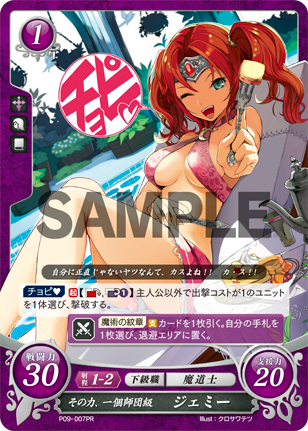 1
チョピ♥
SAMPLE
自分に正直じゃないヤツなんて、カスよね!! カ・ス!!
チョピ♥ 起 【 、 1】 主人公以外で出撃コストが1のユニット
を1体選び、撃破する。
魔術の紋章 支 カードを1枚引く。自分の手札を
1枚選び、退避エリアに置く。
戦闘力 30
射程 1-2 下級職 魔道士
支援力 20
その力、一個師団級 ジェミー
P09-007PR Illust:クロサワテツ